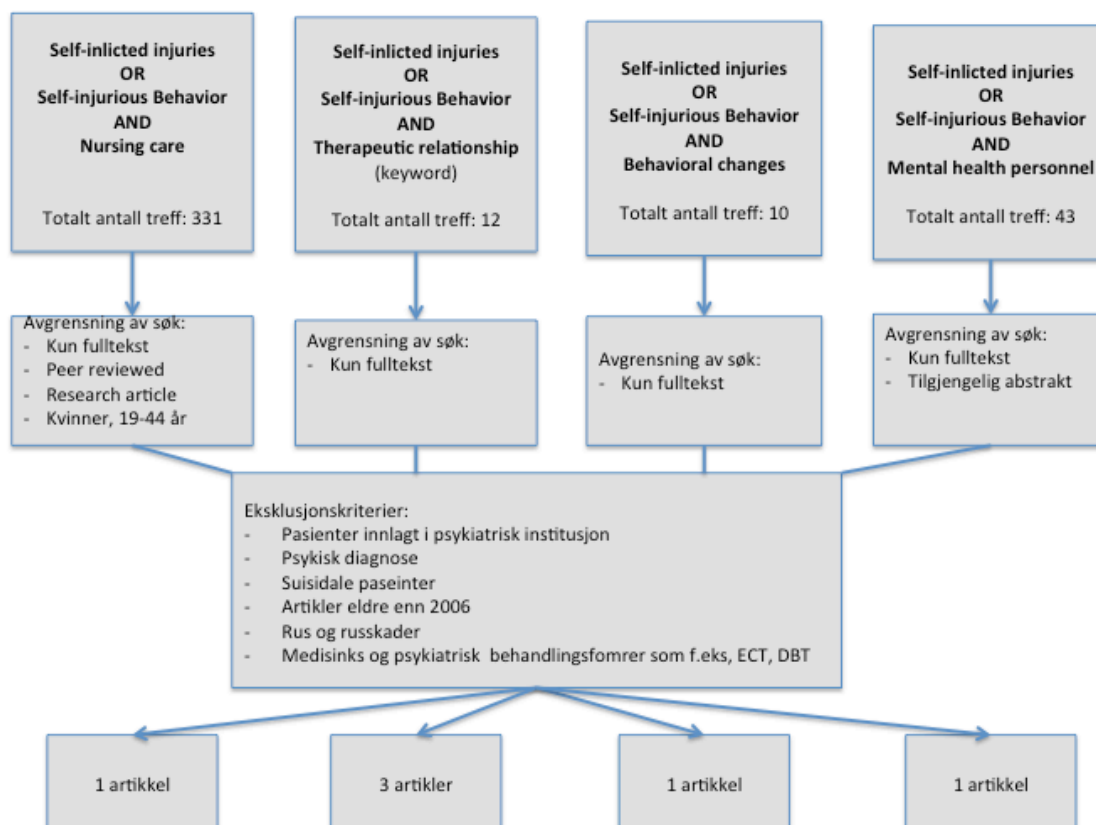 Self-inlicted injuries
OR
Self-injurious Behavior
AND
Nursing care
Totalt antall treff: 331
Self-inlicted injuries
OR
Self-injurious Behavior
AND
Therapeutic relationship
(keyword)
Totalt antall treff: 12
Self-inlicted injuries
OR
Self-injurious Behavior
AND
Behavioral changes
Totalt antall treff: 10
Self-inlicted injuries
OR
Self-injurious Behavior
AND
Mental health personnel
Totalt antall treff: 43
Avgrensning av søk:
- Kun fulltekst
- Peer reviewed
- Research article
- Kvinner, 19-44 år
Avgrensning av søk:
- Kun fulltekst
Avgrensning av søk:
- Kun fulltekst
Avgrensning av søk:
- Kun fulltekst
- Tilgjengelig abstrakt
Eksklusjonskriterier:
- Pasienter innlagt i psykiatrisk institusjon
- Psykisk diagnose
- Suisidale paseinter
- Artikler eldre enn 2006
- Rus og russkader
- Medisinks og psykiatrisk behandlingsfomrer som f.eks, ECT, DBT
1 artikkel
3 artikler
1 artikkel
1 artikkel